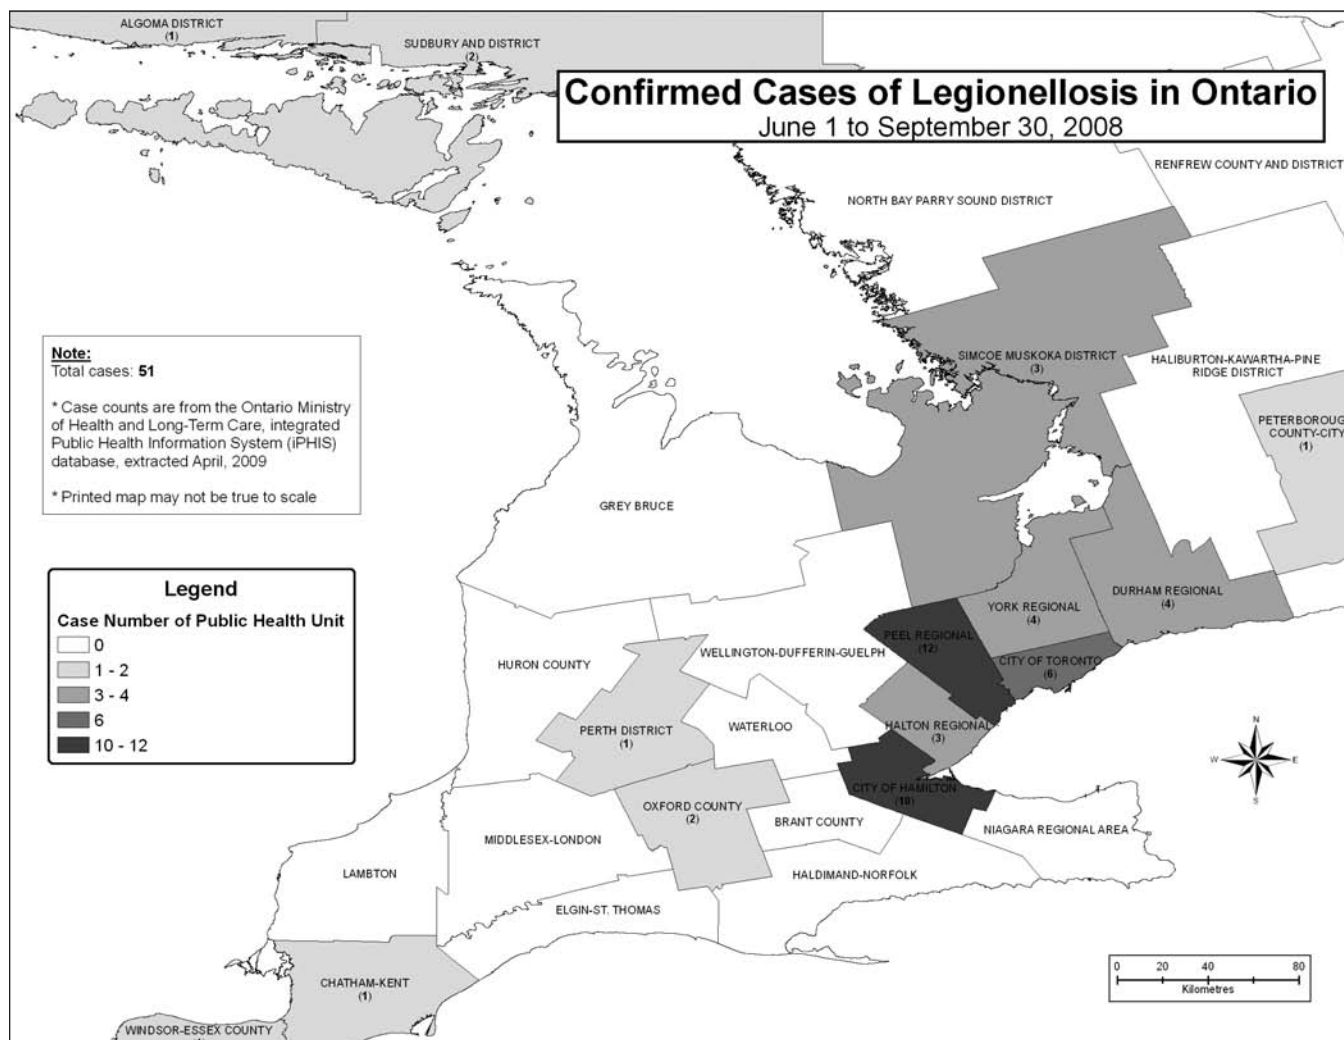 ALGOMA DISTRICT
(1)
SUDBURY AND DISTRICT
(2)
Confirmed Cases of Legionellosis in Ontario
June 1 to September 30, 2008
RENFREW COUNTY AND DISTRICT
NORTH BAY PARRY SOUND DISTRICT
Note:
Total cases: 51
* Case counts are from the Ontario Ministry
of Health and Long-Term Care, integrated
Public Health Information System (iPHIS)
database, extracted April, 2009
* Printed map may not be true to scale
SIMCOE MUSKOKA DISTRICT
(3)
HALIBURTON-KAWARTHA-PINE
RIDGE DISTRICT
PETERBOROUG
COUNTY-CITY
(1)
GREY BRUCE
Legend
Case Number of Public Health Unit
0
1 - 2
3 - 4
6
10 - 12
DURHAM REGIONAL
(4)
YORK REGIONAL
(4)
PEEL REGIONAL
(12)
WELLINGTON-DUFFERIN-GUELPH
CITY OF TORONTO
(6)
HURON COUNTY
PERTH DISTRICT
(1)
WATERLOO
HALTON REGIONAL
(3)
N
W
E
S
CITY OF HAMILTON
(10)
OXFORD COUNTY
(2)
BRANT COUNTY
NIAGARA REGIONAL AREA
MIDDLESEX-LONDON
LAMBTON
HALDIMAND-NORFOLK
ELGIN-ST. THOMAS
CHATHAM-KENT
(1)
0 20 40 80
Kilometres
WINDSOR-ESSEX COUNTY